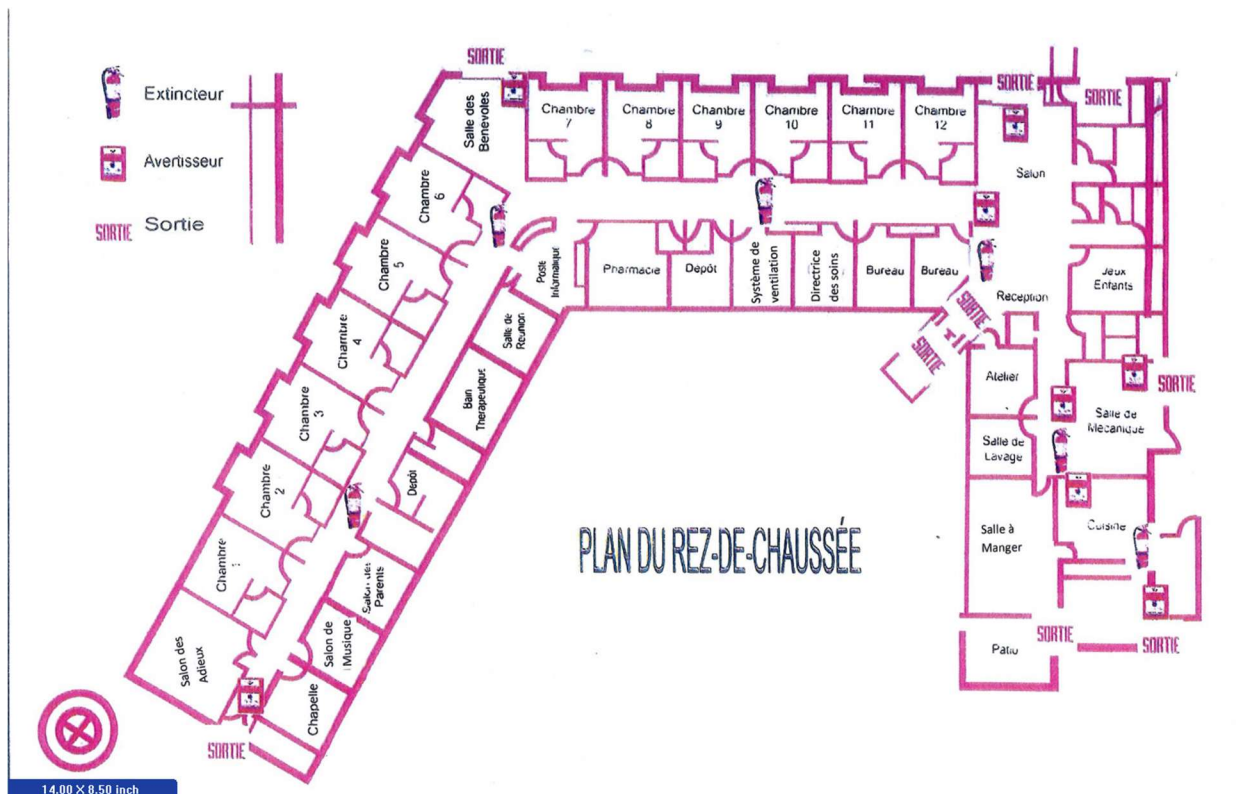 SORTIE
Extincteur
Avertisseur
SORTIE Sortie
Salle des
Benevoles
Chambre
7
Chambre
8
Chambre
9
Chambre
10
Chambre
11
Chambre
12
SORTIE
SORTIE
Salon
Chambre
6
Chambre
5
Chambre
4
Chambre
3
Chambre
2
Chambre
1
Salon des
Adieux
Poste
Informatique
Pharmacie
Depôt
Système de
ventilation
Directrice
des soins
Bureau
Bureau
Reception
Jeux
Enfants
SORTIE
SORTIE
Salle de
Reunion
Bain
Therapeutique
Depôt
Salon des
Parents
Salon de
Musique
Chapelle
SORTIE
Atelier
Salle de
Lavage
Salle de
Mecanique
SORTIE
Salle à
Manger
Cuisine
PLAN DU REZ-DE-CHAUSSÉE
SORTIE
SORTIE
Patio
14.00 X 8.50 inch